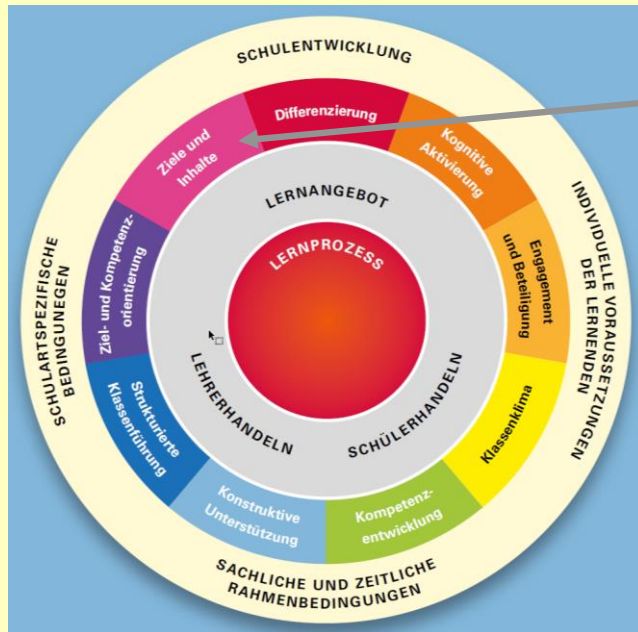 SCHULENTWICKLUNG
Differenzierung
Ziele und
Inhalte
Kognitive
Aktivierung
LERNANGEBOT
INDIVIDUELLE VORAUSSETZUNGEN
DER LERNENDEN
LERNPROZESS
SCHULARTSPEZIFISCHE
BEDINGUNEGEN
Ziel- und Kompetenz-
orientierung
Engagement
und Beteiligung
LEHRERHANDELN
SCHÜLERHANDELN
Strukturierte
Klassenführung
Klassenklima
Konstruktive
Unterstützung
Kompetenz-
entwicklung
SACHLICHE UND ZEITLICHE
RAHMENBEDINGUNGEN